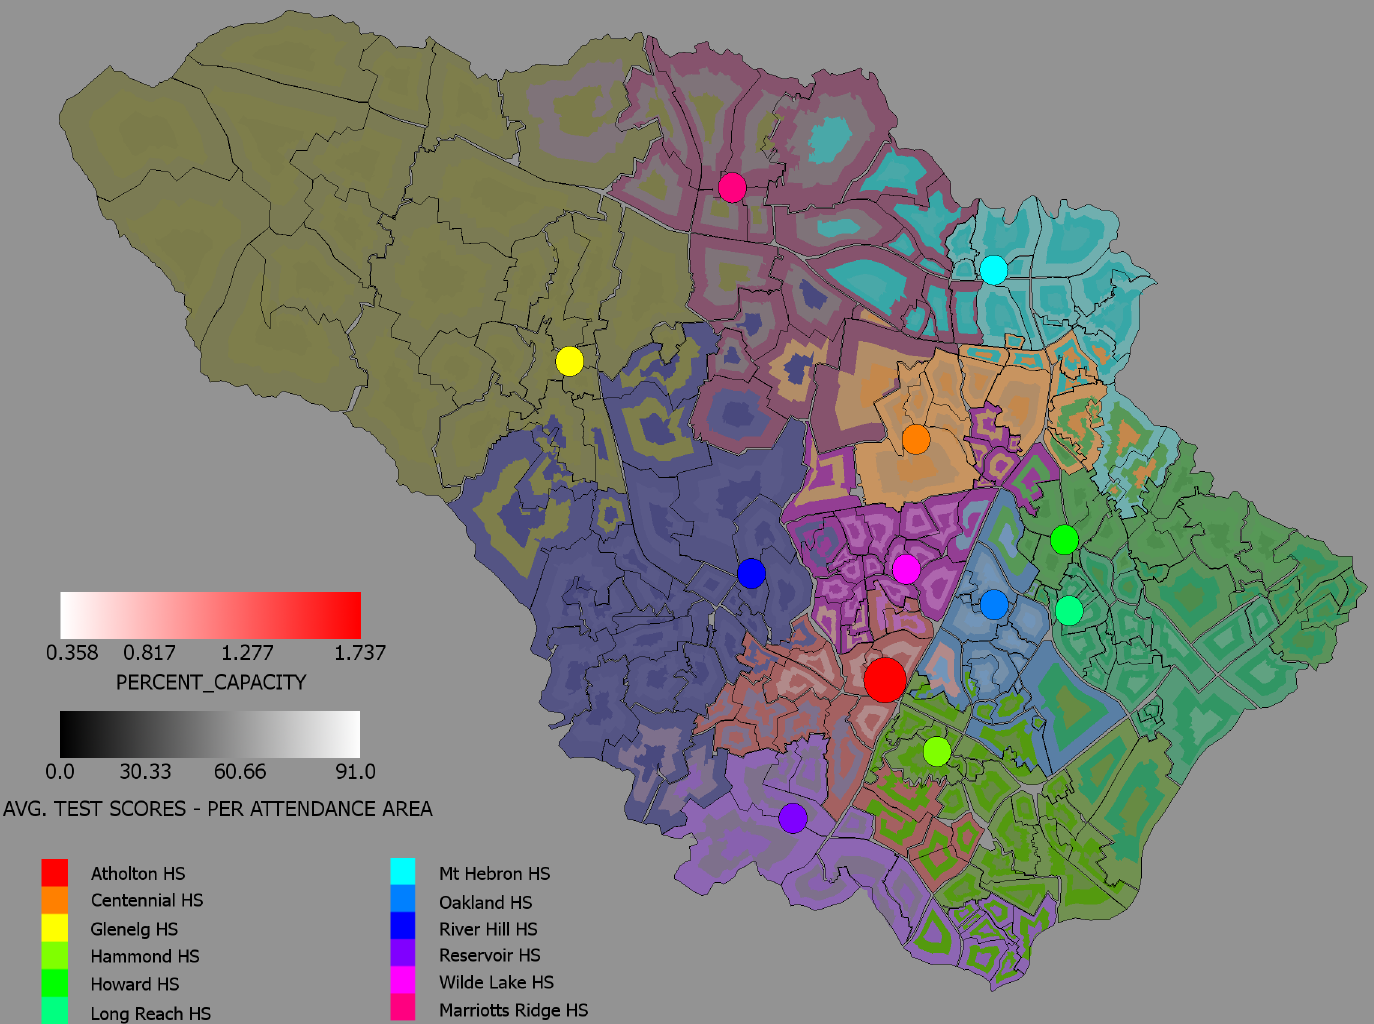 0.358 0.817 1.277 1.737
PERCENT_CAPACITY
0.0 30.33 60.66 91.0
AVG. TEST SCORES - PER ATTENDANCE AREA
Atholton HS
Centennial HS
Glenelg HS
Hammond HS
Howard HS
Long Reach HS
Mt Hebron HS
Oakland HS
River Hill HS
Reservoir HS
Wilde Lake HS
Marriotts Ridge HS